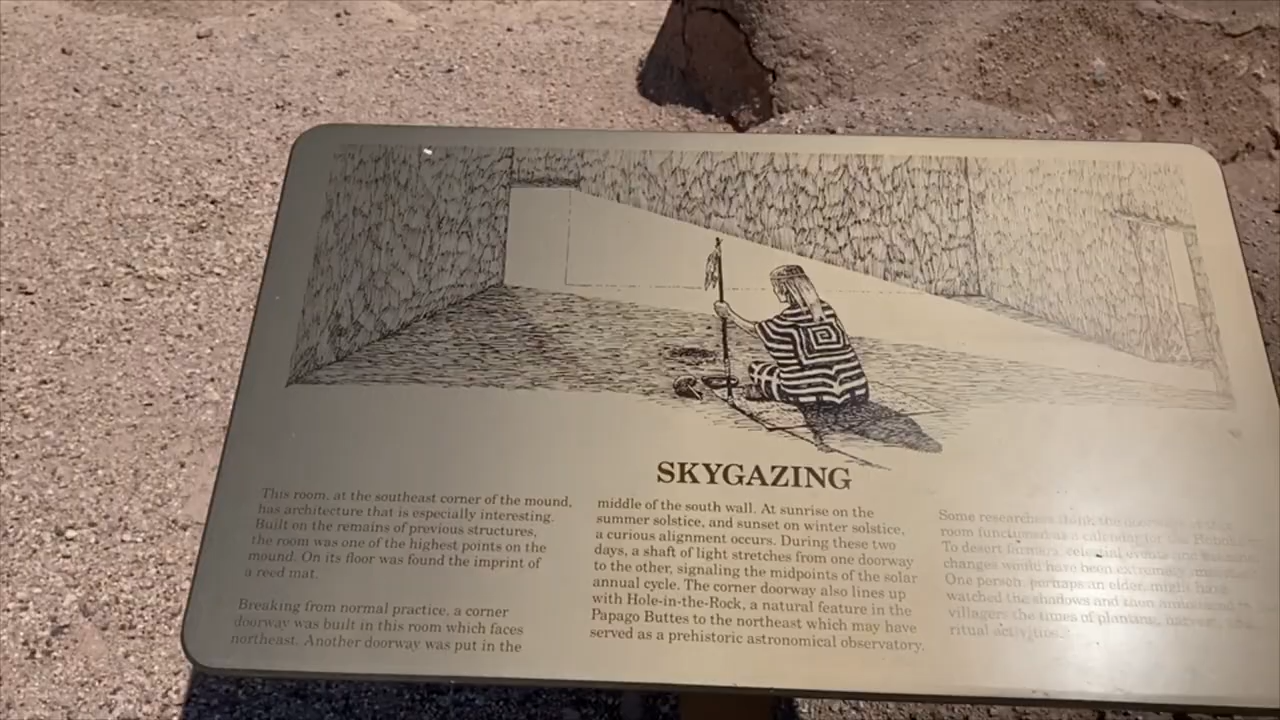 SKYGAZING
This room, at the southeast corner of the mound,
has architecture that is especially interesting.
Built on the remains of previous structures,
the room was one of the highest points on the
mound. On its floor was found the imprint of
a reed mat.
Breaking from normal practice, a corner
doorway was built in this room which faces
northeast. Another doorway was put in the
middle of the south wall. At sunrise on the
summer solstice, and sunset on winter solstice,
a curious alignment occurs. During these two
days, a shaft of light stretches from one doorway
to the other, signaling the midpoints of the solar
annual cycle. The corner doorway also lines up
with Hole-in-the-Rock, a natural feature in the
Papago Buttes to the northeast which may have
served as a prehistoric astronomical observatory.
Some researchers think the doorways
room functioned as a calendar for the
To desert farmers, celestial events and
changes would have been extremely
One person, perhaps an elder, might have
watched the shadows and then announced to
villagers the times of planting, harvest,
ritual activities.